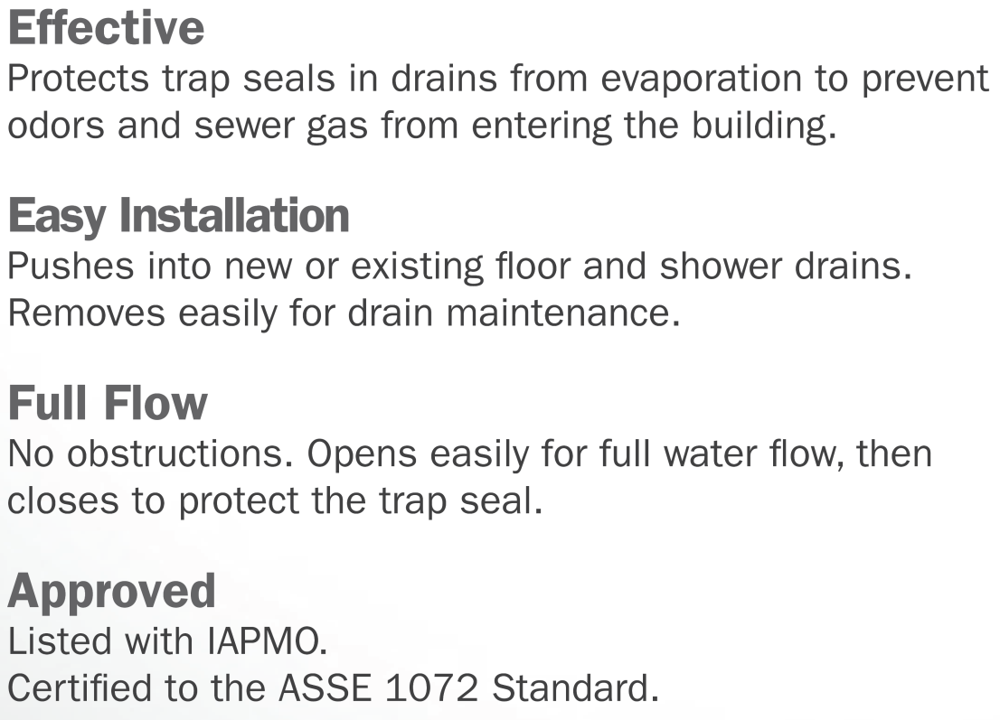 Effective
Protects trap seals in drains from evaporation to prevent
odors and sewer gas from entering the building.
Easy Installation
Pushes into new or existing floor and shower drains.
Removes easily for drain maintenance.
Full Flow
No obstructions. Opens easily for full water flow, then
closes to protect the trap seal.
Approved
Listed with IAPMO.
Certified to the ASSE 1072 Standard.